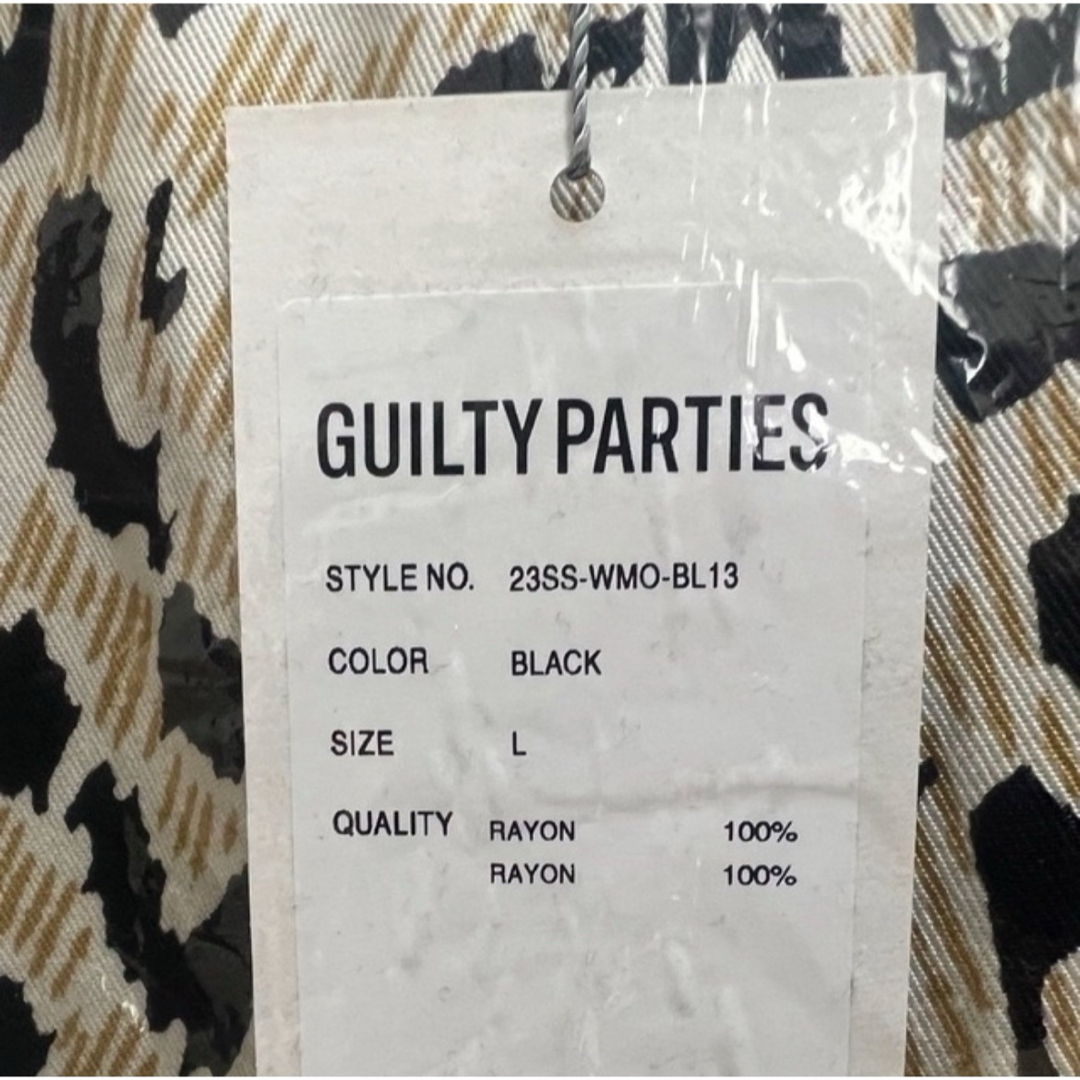 GUILTY PARTIES
STYLE NO. 23SS-WMO-BL13
COLOR BLACK
SIZE L
QUALITY RAYON 100%
RAYON 100%